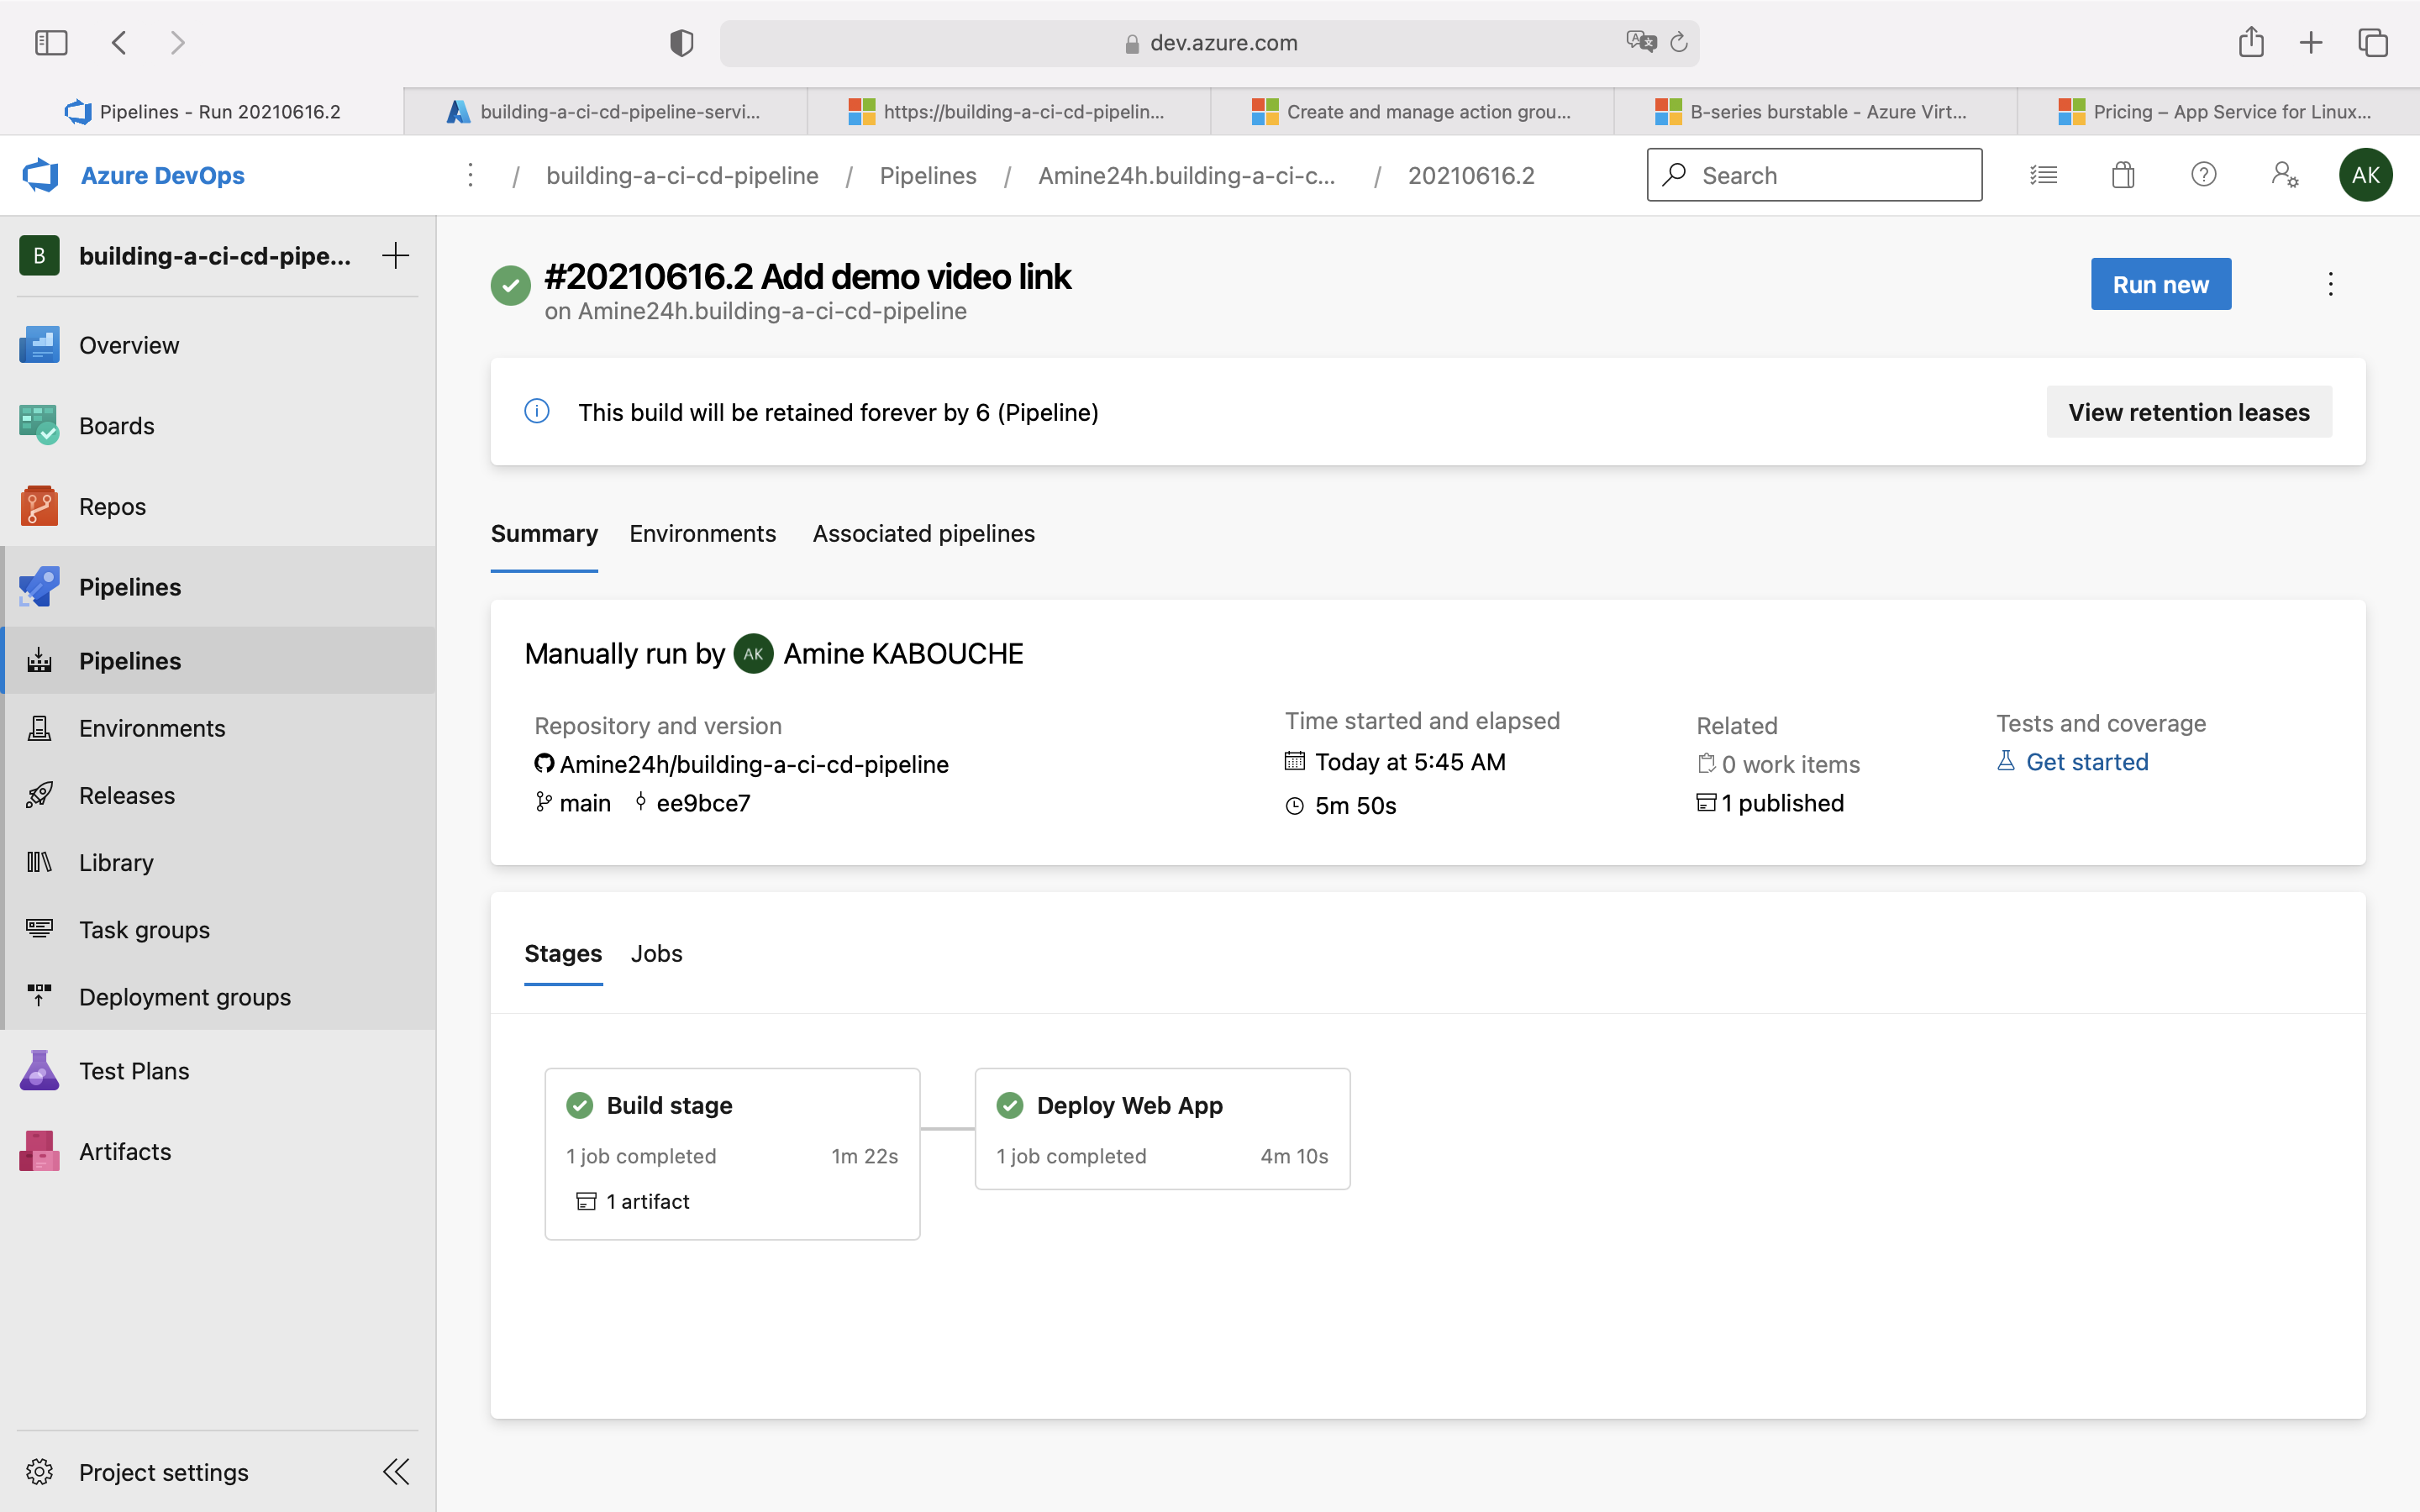 dev.azure.com
Pipelines - Run 20210616.2
building-a-ci-cd-pipeline-servi...
https://building-a-ci-cd-pipelin...
Create and manage action grou...
B-series burstable - Azure Virt...
Pricing – App Service for Linux...
Azure DevOps
/ building-a-ci-cd-pipeline / Pipelines / Amine24h.building-a-ci-c... / 20210616.2
Search
AK
B building-a-ci-cd-pipe...
Overview
Boards
Repos
Pipelines
Pipelines
Environments
Releases
Library
Task groups
Deployment groups
Test Plans
Artifacts
Project settings
#20210616.2 Add demo video link
on Amine24h.building-a-ci-cd-pipeline
Run new
This build will be retained forever by 6 (Pipeline)
View retention leases
Summary Environments Associated pipelines
Manually run by AK Amine KABOUCHE
Repository and version
Amine24h/building-a-ci-cd-pipeline
main ee9bce7
Time started and elapsed
Today at 5:45 AM
5m 50s
Related
0 work items
1 published
Tests and coverage
Get started
Stages Jobs
Build stage
1 job completed 1m 22s
1 artifact
Deploy Web App
1 job completed 4m 10s